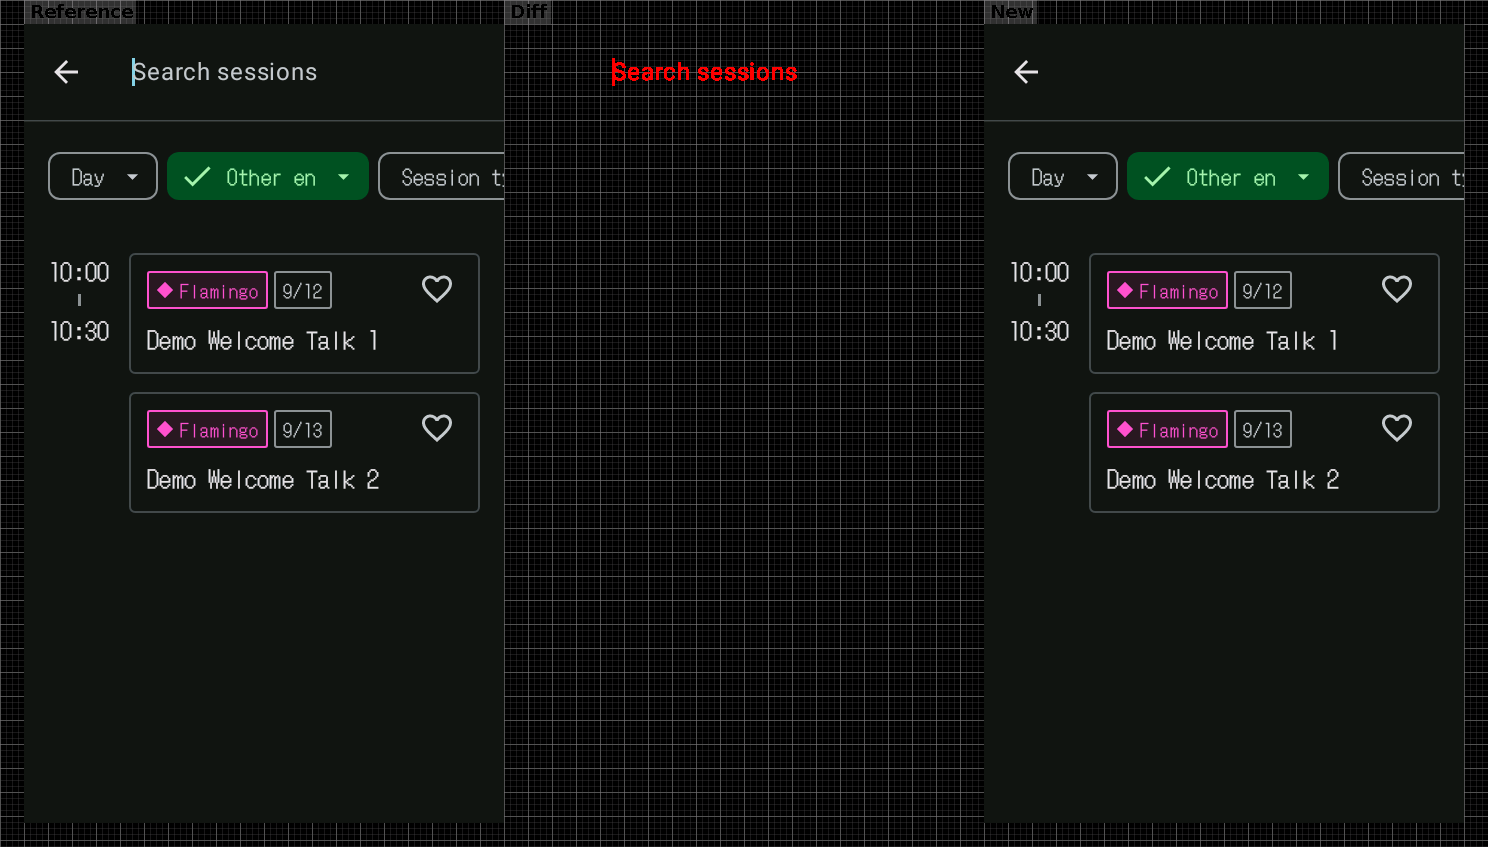 Reference
Search sessions
Day
Other en
Session ty
10:00
10:30
Flamingo 9/12
Demo Welcome Talk 1
Flamingo 9/13
Demo Welcome Talk 2
Diff
Search sessions
New
Day
Other en
Session ty
10:00
10:30
Flamingo 9/12
Demo Welcome Talk 1
Flamingo 9/13
Demo Welcome Talk 2